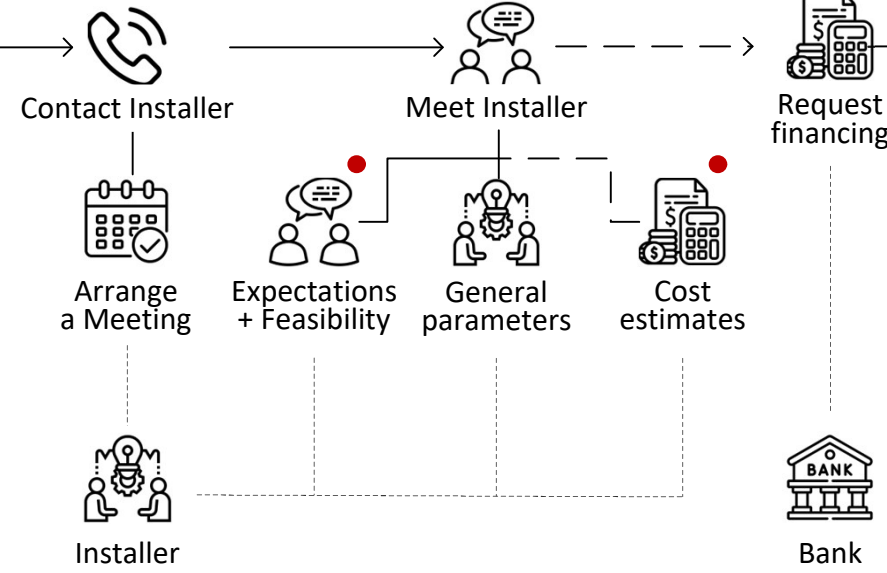 Contact Installer
Meet Installer
Request
financing
$
$
Arrange
a Meeting
Expectations
+ Feasibility
General
parameters
$
$
Cost
estimates
BANK
Installer
Bank